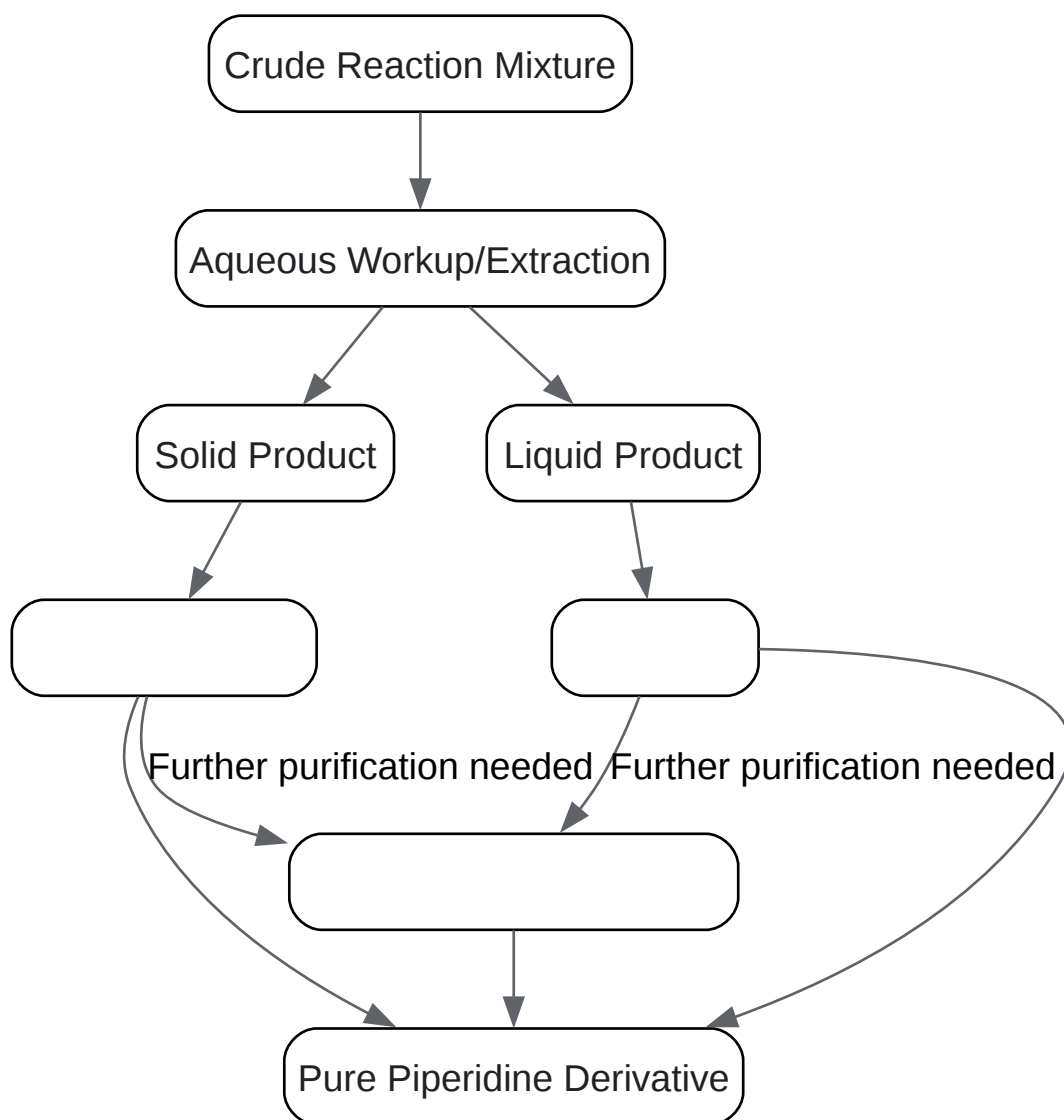 Crude Reaction Mixture
Aqueous Workup/Extraction
Solid Product
Liquid Product
Further purification needed
Further purification needed
Pure Piperidine Derivative